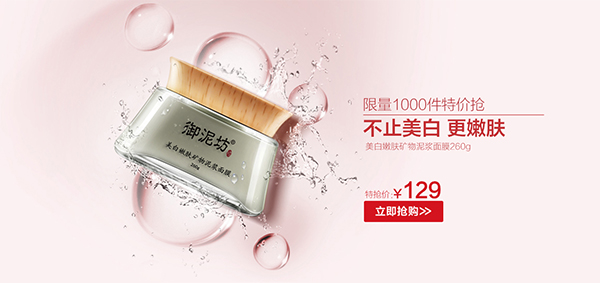 御泥坊
美白嫩肤矿物泥浆面膜
260g
限量1000件特价抢
不止美白 更嫩肤
美白嫩肤矿物泥浆面膜260g
特抢价:¥129
立即抢购>>